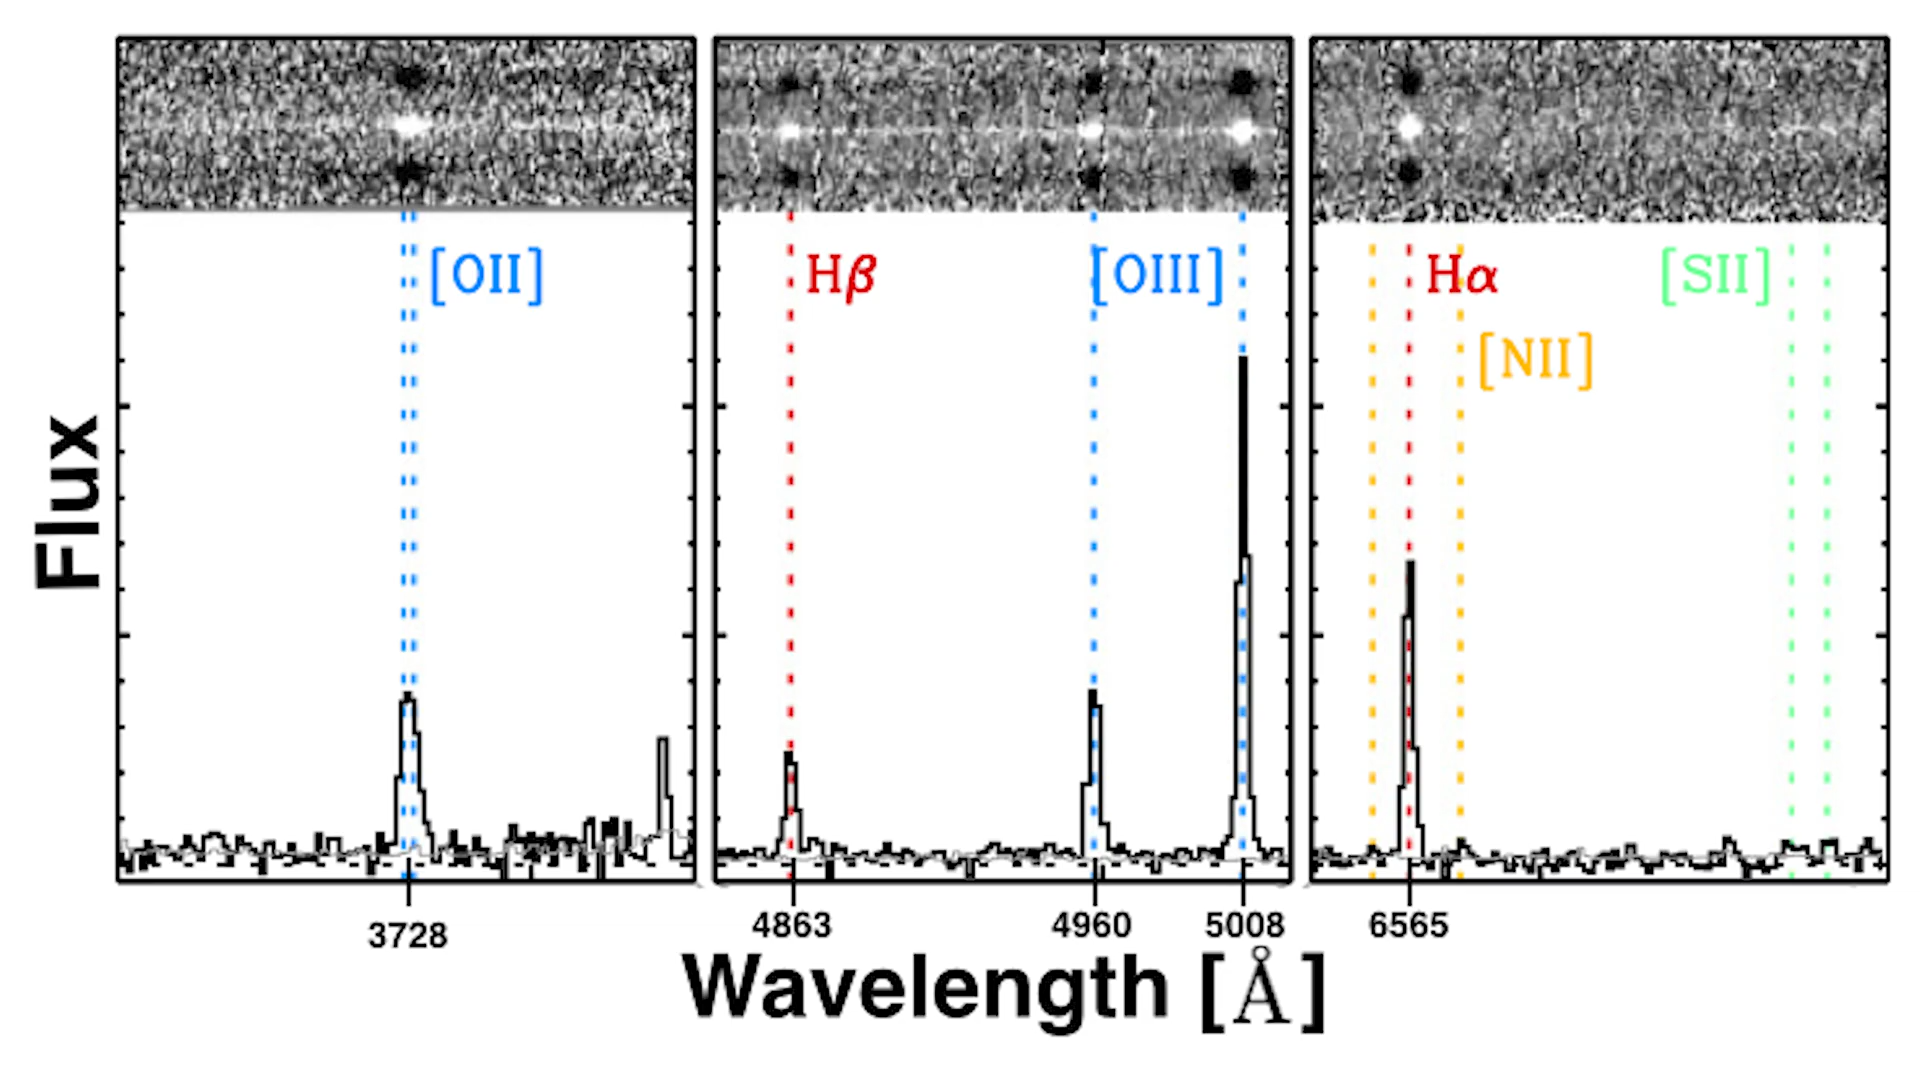 [OII]
Hβ
[OIII]
Hα
[SII]
[NII]
Flux
3728
4863
4960
5008
6565
Wavelength [Å]